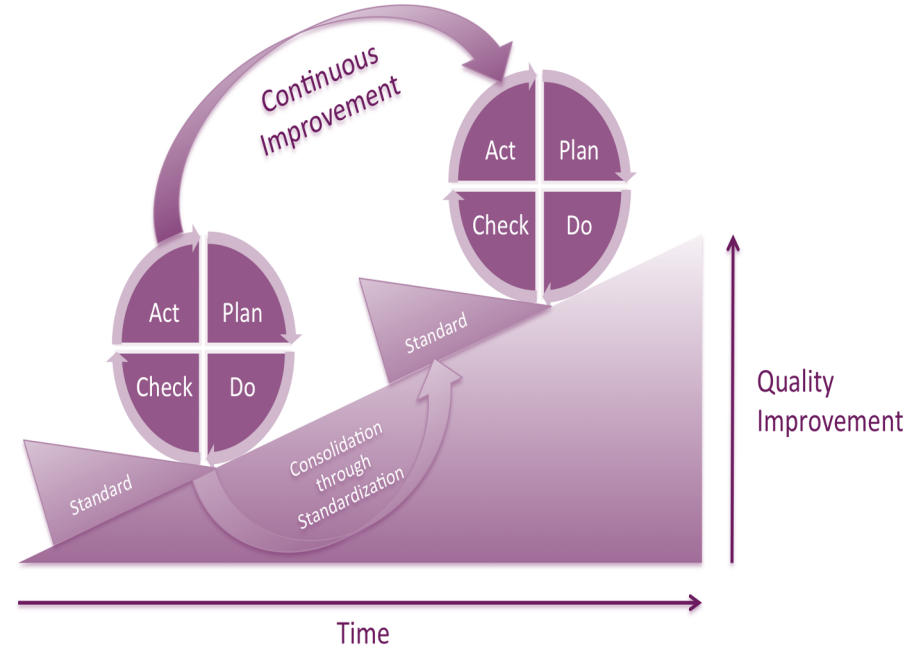 Continuous
Improvement
Act
Plan
Check
Do
Act
Plan
Check
Do
Standard
Standard
Consolidation
through
Standardization
Quality
Improvement
Time